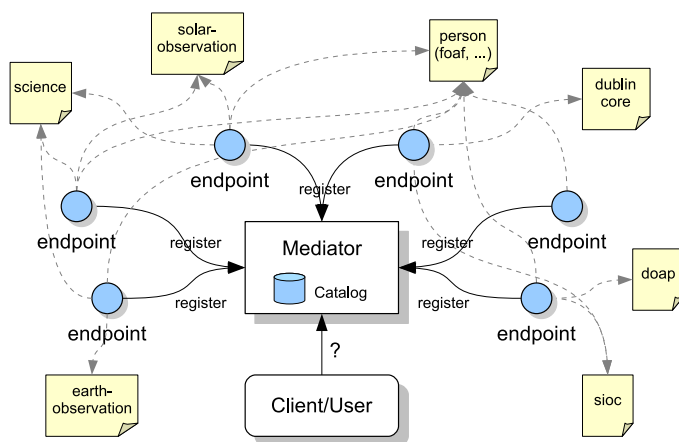 solar-
observation
person
(foaf, ...)
science
dublin
core
endpoint
endpoint
register
endpoint
endpoint
register
register
Mediator
Catalog
doap
register
register
endpoint
endpoint
?
earth-
observation
Client/User
sioc